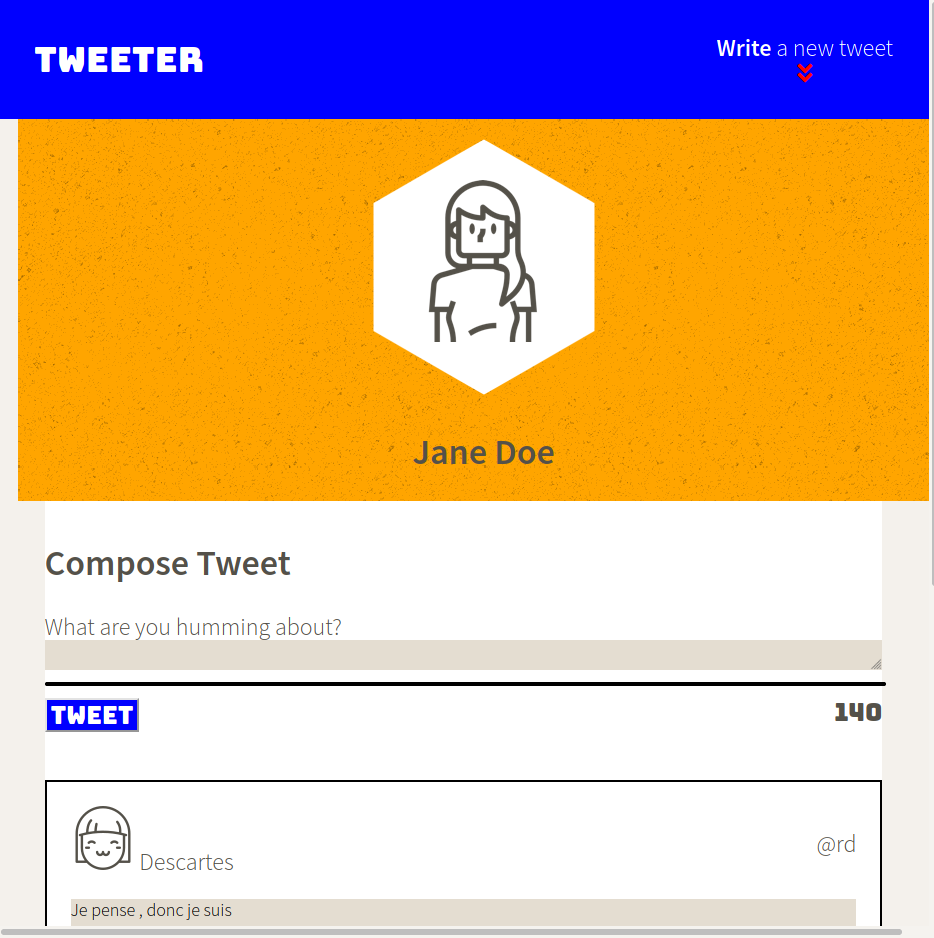 TWEETER
Write a new tweet
Jane Doe
Compose Tweet
What are you humming about?
TWEET
140
Descartes
@rd
Je pense , donc je suis